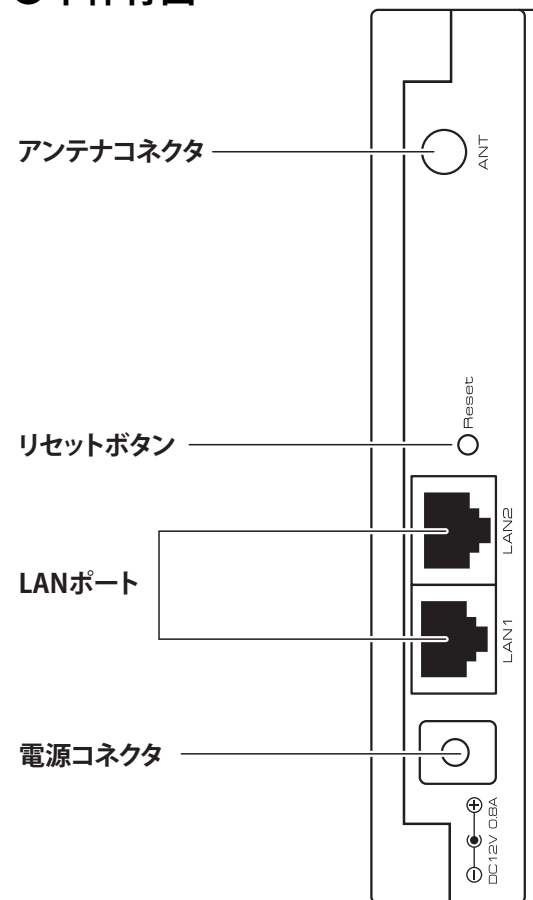 アンテナコネクタ
ANT
Reset
リセットボタン
LAN2
LANポート
LAN1
電源コネクタ
DC12V 0.8A